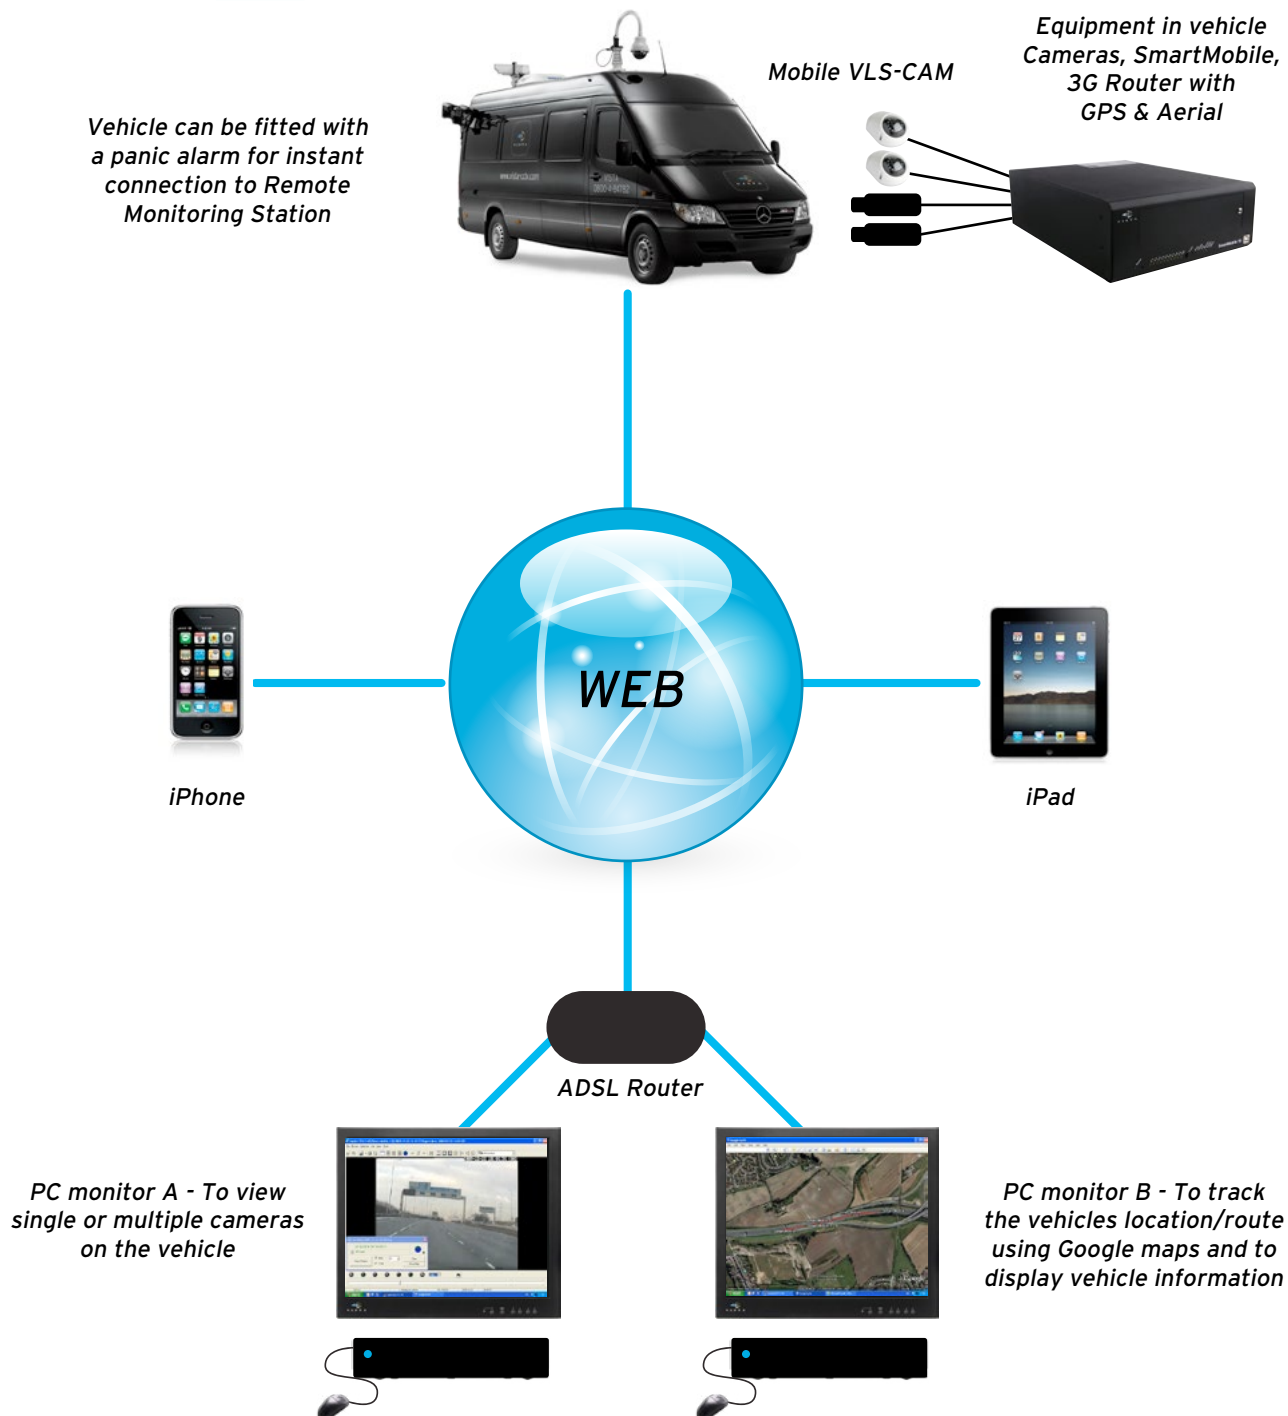 Equipment in vehicle
Cameras, SmartMobile,
3G Router with
GPS & Aerial
Mobile VLS-CAM
Vehicle can be fitted with
a panic alarm for instant
connection to Remote
Monitoring Station
VISTA
WEB
iPhone
iPad
ADSL Router
PC monitor A - To view
single or multiple cameras
on the vehicle
PC monitor B - To track
the vehicles location/route
using Google maps and to
display vehicle information